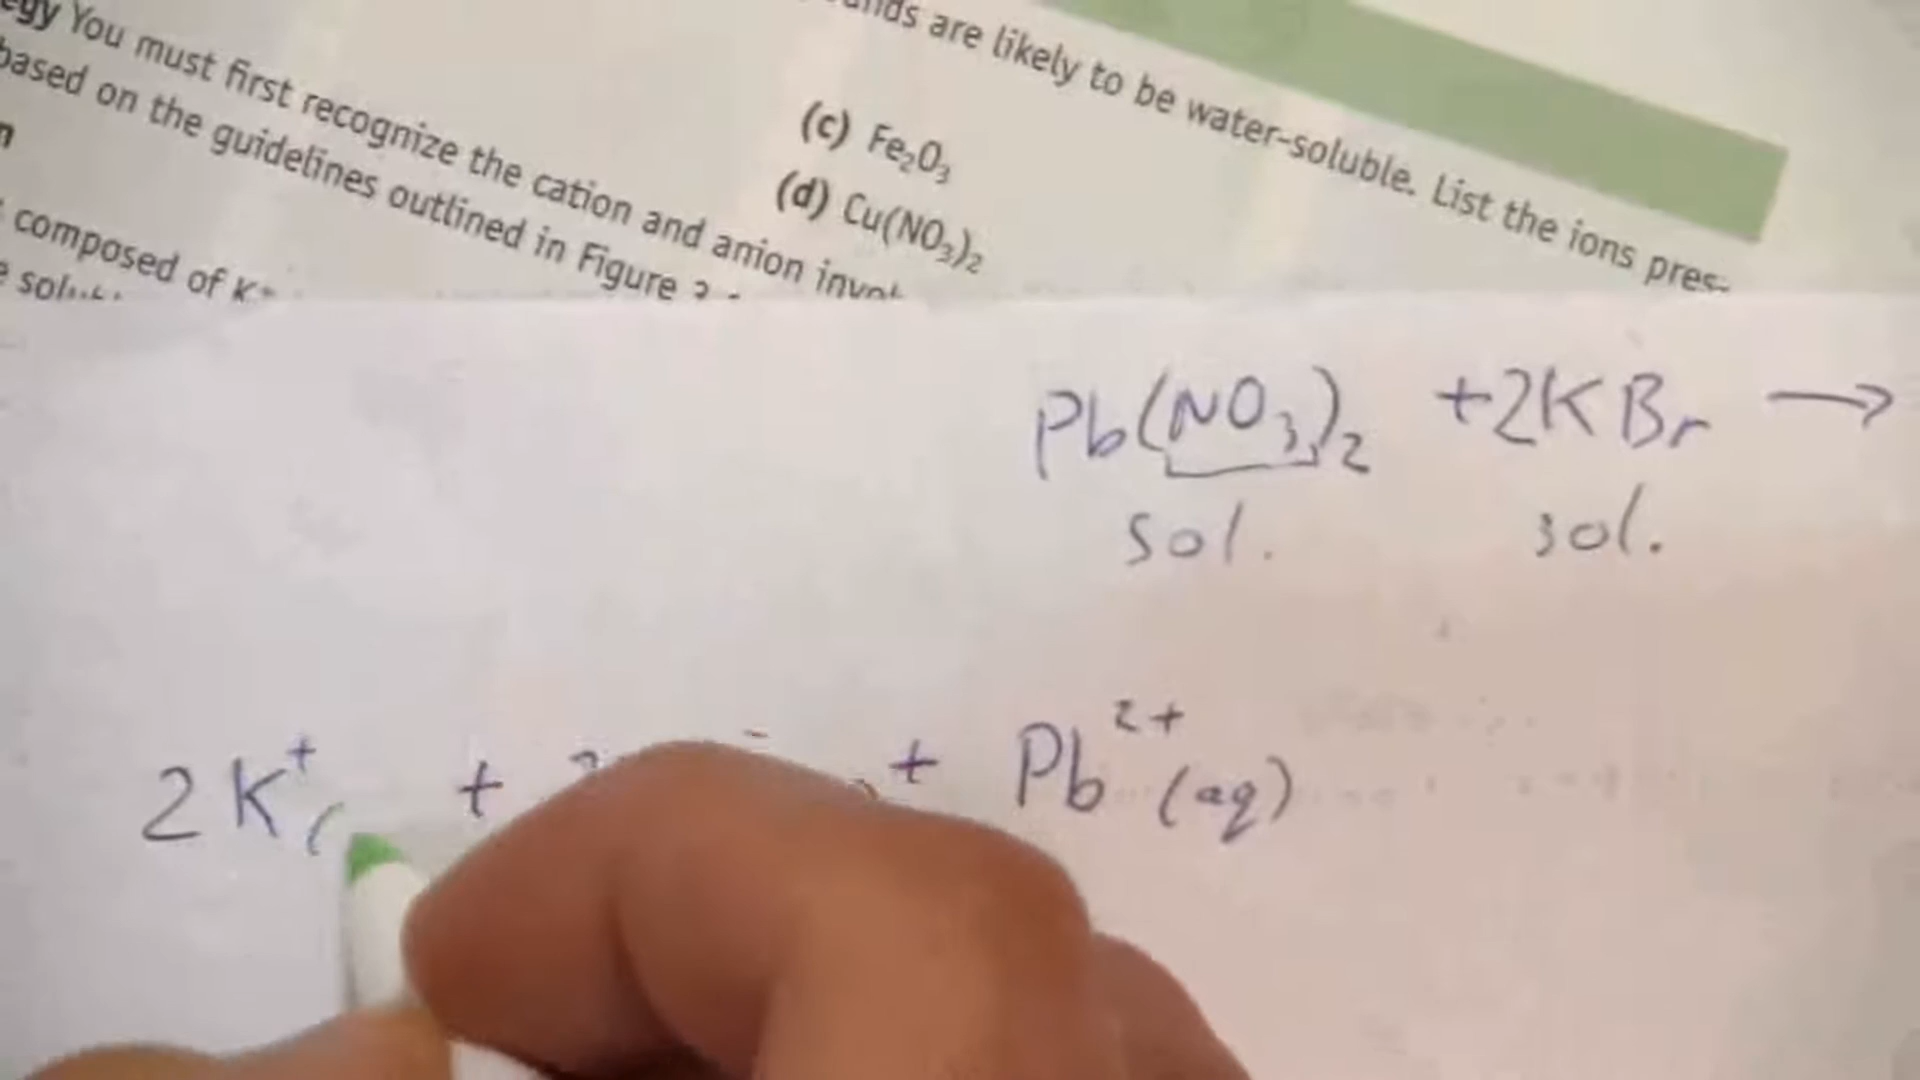 You must first recognize the cation and anion
based on the guidelines outlined in Figure
composed of K+
are likely to be water-soluble. List the ions pres-
(c) Fe₂O₃
(d) Cu(NO₃)₂
Pb(NO₃)₂ +2KBr →
sol. sol.
2K⁺( + + Pb²⁺(aq)